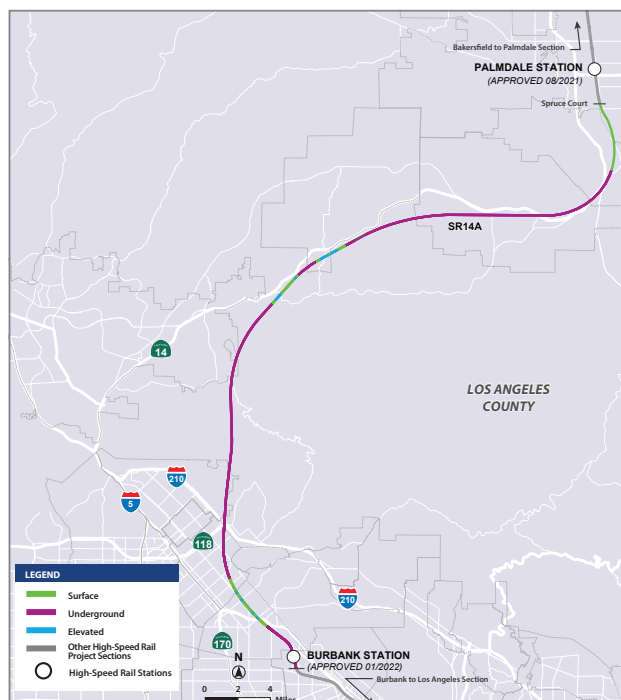 Bakersfield to Palmdale Section
PALMDALE STATION
(APPROVED 08/2021)
Spruce Court
SR14A
14
LOS ANGELES
COUNTY
210
5
118
210
170
LEGEND
Surface
Underground
Elevated
Other High-Speed Rail
Project Sections
High-Speed Rail Stations
N
0 2 4
Miles
BURBANK STATION
(APPROVED 01/2022)
Burbank to Los Angeles Section